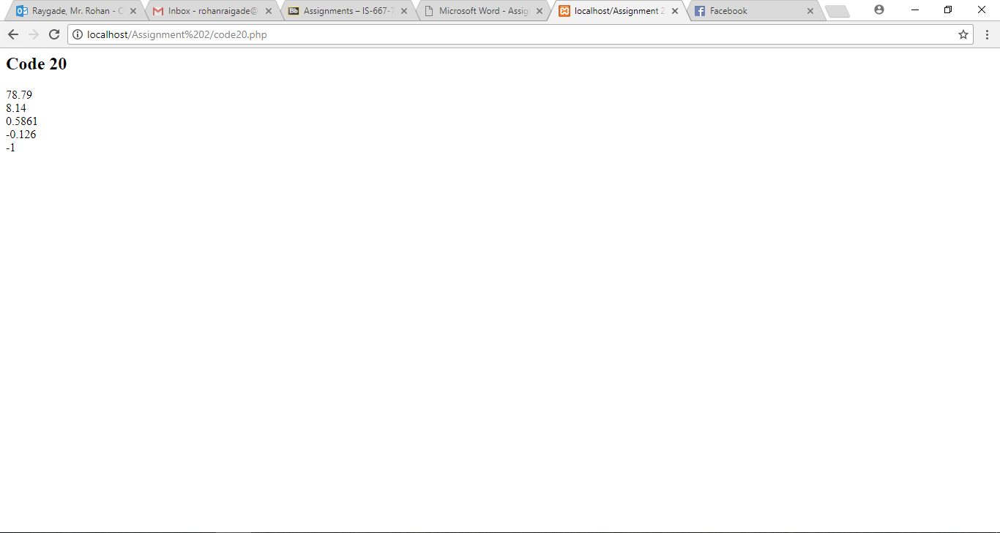 Raygade, Mr. Rohan - O
Inbox - rohanraigade@
Assignments – IS-667-7
Microsoft Word - Assig
localhost/Assignment 2
Facebook
localhost/Assignment%202/code20.php
Code 20
78.79
8.14
0.5861
-0.126
-1